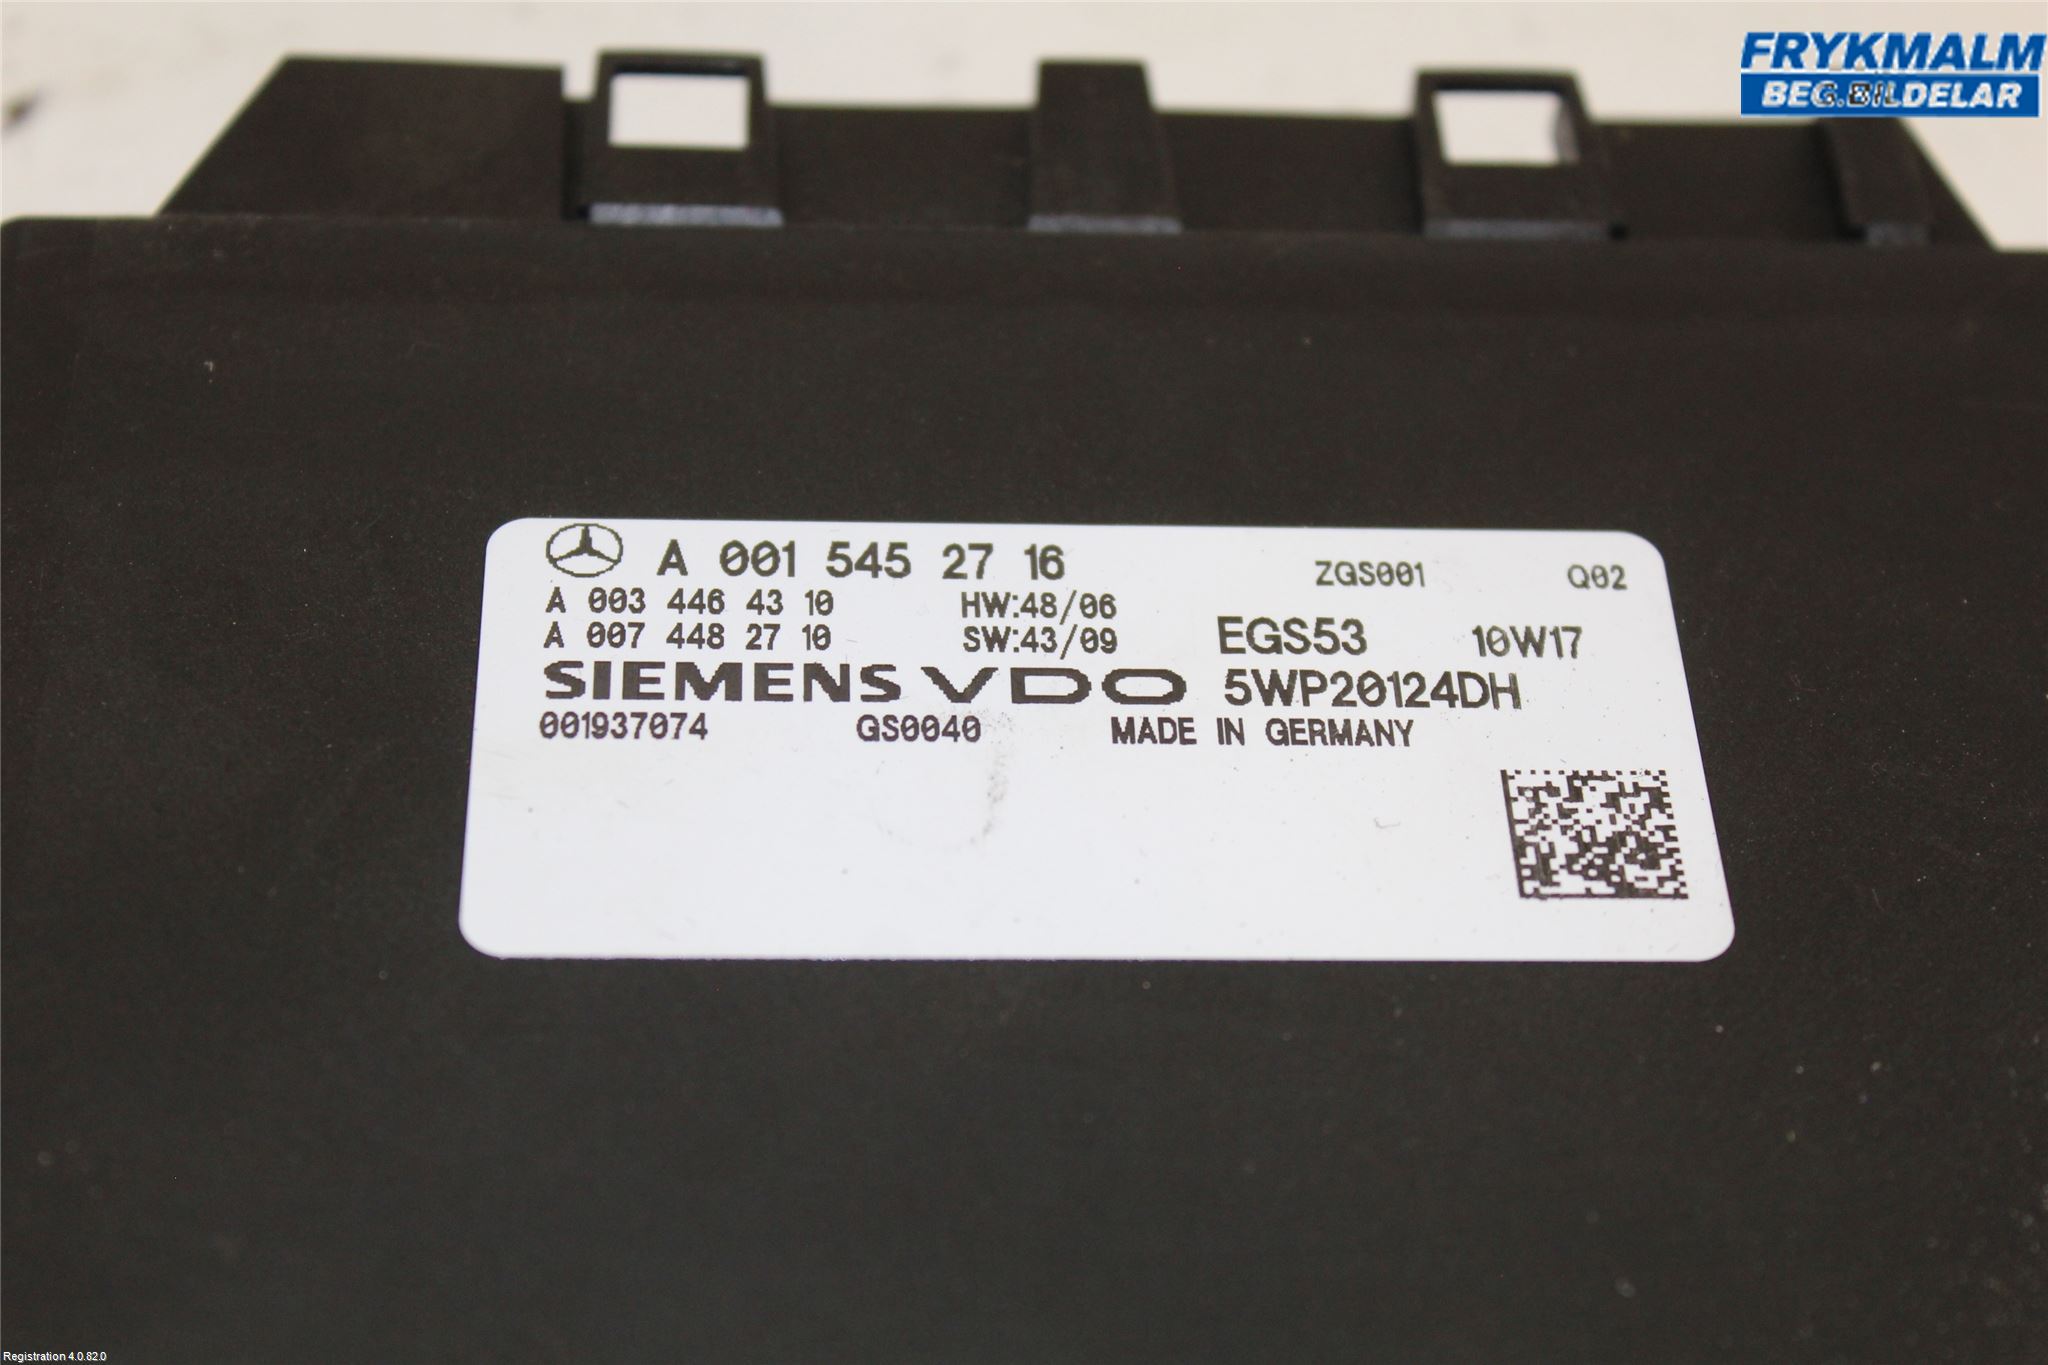 FRYKMALM
BEG.BILDELAR
A 001 545 27 16
ZGS001
Q02
A 003 446 43 10
HW:48/06
A 007 448 27 10
SW:43/09
EGS53
10W17
SIEMENS VDO
5WP20124DH
001937074
GS0040
MADE IN GERMANY
Registration 4.0.82.0